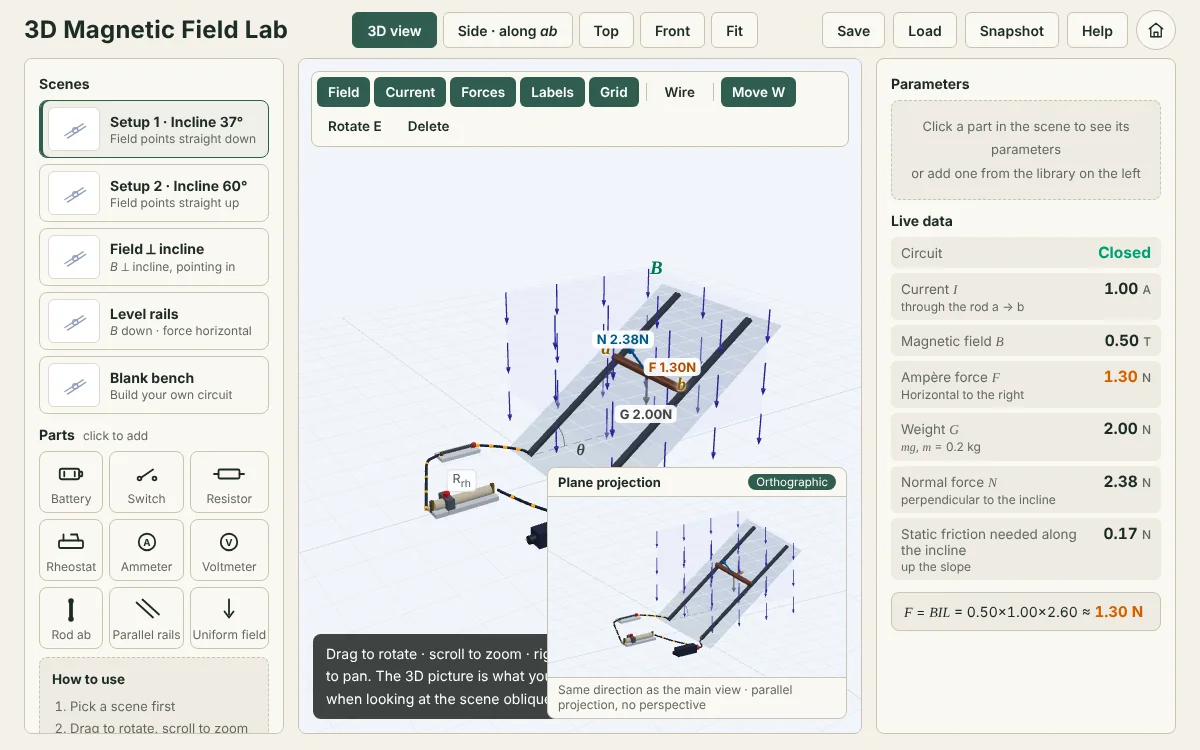 3D Magnetic Field Lab
3D view
Side · along ab
Top
Front
Fit
Save
Load
Snapshot
Help
Scenes
Setup 1 · Incline 37°
Field points straight down
Setup 2 · Incline 60°
Field points straight up
Field ⊥ incline
B ⊥ incline, pointing in
Level rails
B down · force horizontal
Blank bench
Build your own circuit
Parts click to add
Battery
Switch
Resistor
Rheostat
A
Ammeter
V
Voltmeter
Rod ab
Parallel rails
Uniform field
How to use
1. Pick a scene first
2. Drag to rotate, scroll to zoom
Field
Current
Forces
Labels
Grid
Wire
Move W
Rotate E
Delete
B
N 2.38N
a
F 1.30N
b
G 2.00N
θ
Rrh
Drag to rotate · scroll to zoom · rig
to pan. The 3D picture is what you
when looking at the scene oblique
Plane projection
Orthographic
Same direction as the main view · parallel
projection, no perspective
Parameters
Click a part in the scene to see its
parameters
or add one from the library on the left
Live data
Circuit
Closed
Current I
1.00 A
through the rod a → b
Magnetic field B
0.50 T
Ampère force F
1.30 N
Horizontal to the right
Weight G
2.00 N
mg, m = 0.2 kg
Normal force N
2.38 N
perpendicular to the incline
Static friction needed along
the incline
0.17 N
up the slope
F = BIL = 0.50×1.00×2.60 ≈ 1.30 N